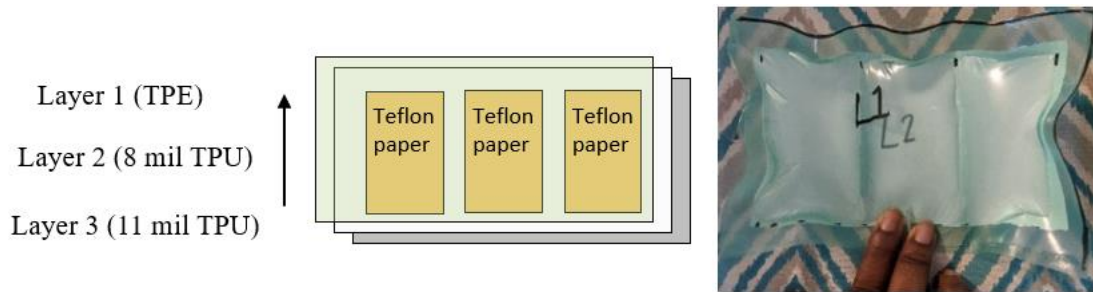 Layer 1 (TPE)
Layer 2 (8 mil TPU)
Layer 3 (11 mil TPU)
Teflon
paper
Teflon
paper
Teflon
paper
L1
L2